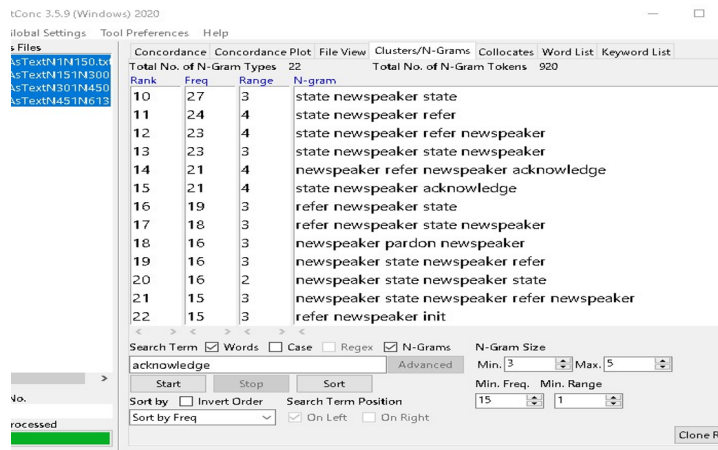 tConc 3.5.9 (Windows) 2020
Global Settings Tool Preferences Help
s Files
AsTextN1N150.txt
AsTextN151N300
AsTextN301N450
AsTextN451N613
Concordance Concordance Plot File View Clusters/N-Grams Collocates Word List Keyword List
Total No. of N-Gram Types 22 Total No. of N-Gram Tokens 920
Rank Freq Range N-gram
10 27 3 state newspeaker state
11 24 4 state newspeaker refer
12 23 4 state newspeaker refer newspeaker
13 23 3 state newspeaker state newspeaker
14 21 4 newspeaker refer newspeaker acknowledge
15 21 4 state newspeaker acknowledge
16 19 3 refer newspeaker state
17 18 3 refer newspeaker state newspeaker
18 16 3 newspeaker pardon newspeaker
19 16 3 newspeaker state newspeaker refer
20 16 2 newspeaker state newspeaker state
21 15 3 newspeaker state newspeaker refer newspeaker
22 15 3 refer newspeaker init
Search Term Words Case Regex N-Grams N-Gram Size
acknowledge Advanced Min. 3 Max. 5
Start Stop Sort Min. Freq. Min. Range
Sort by Invert Order Search Term Position 15 1
Sort by Freq On Left On Right
No.
rocessed
Clone R